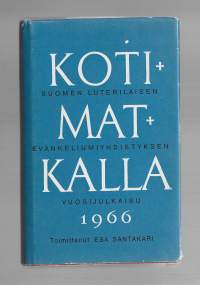 KOTI+
SUOMEN LUTERILAISEN
MAT+
EVANKELIUMIYHDISTYKSEN
KALLA
VUOSIJULKAISU
1966
Toimittanut ESA SANTAKARI